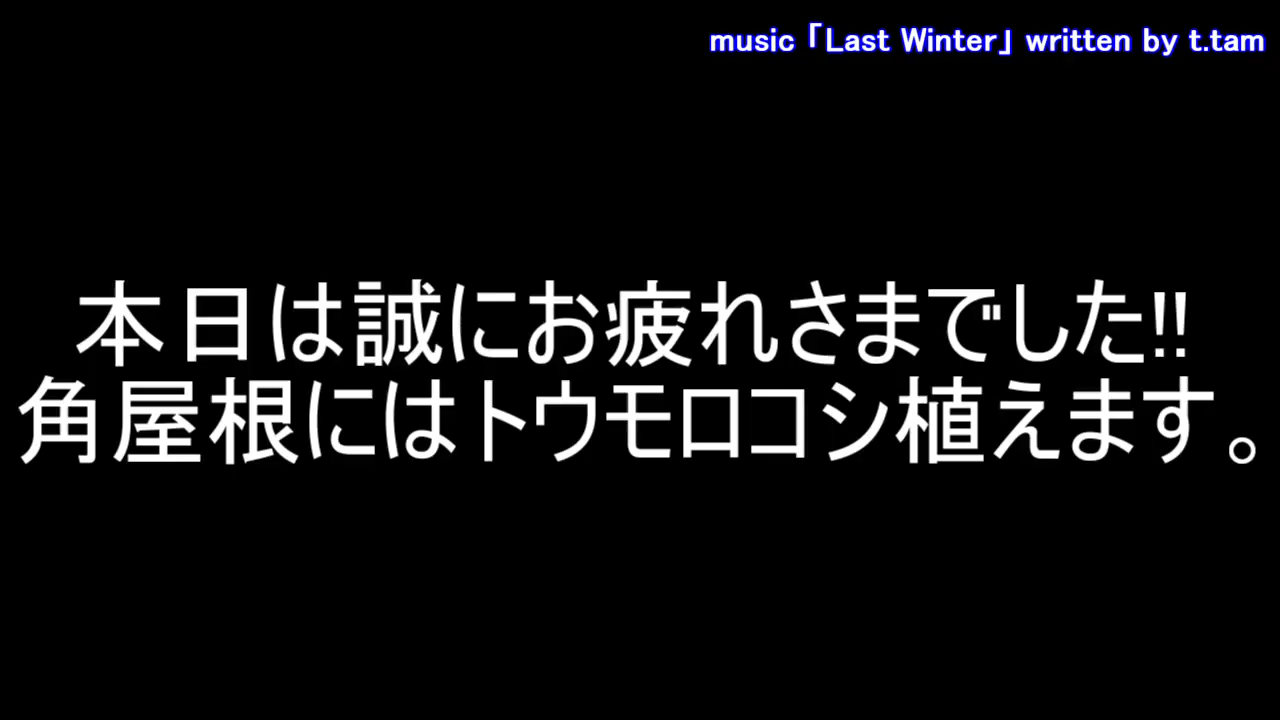 music「Last Winter」written by t.tam
本日は誠にお疲れさまでした!!
角屋根にはトウモロコシ植えます。